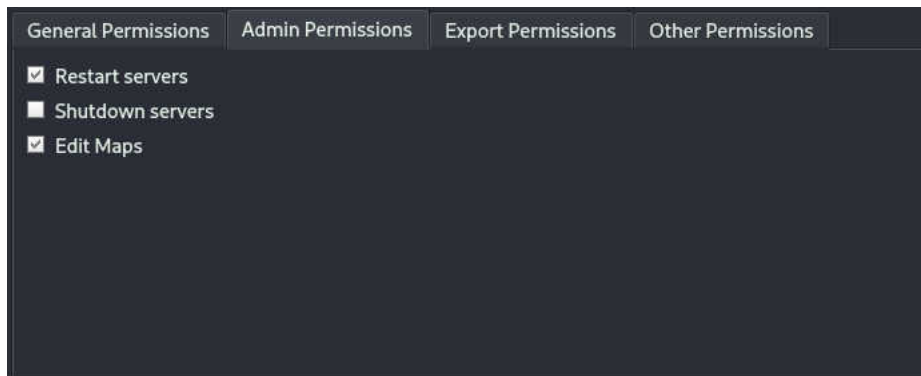 General Permissions Admin Permissions Export Permissions Other Permissions
Restart servers
Shutdown servers
Edit Maps